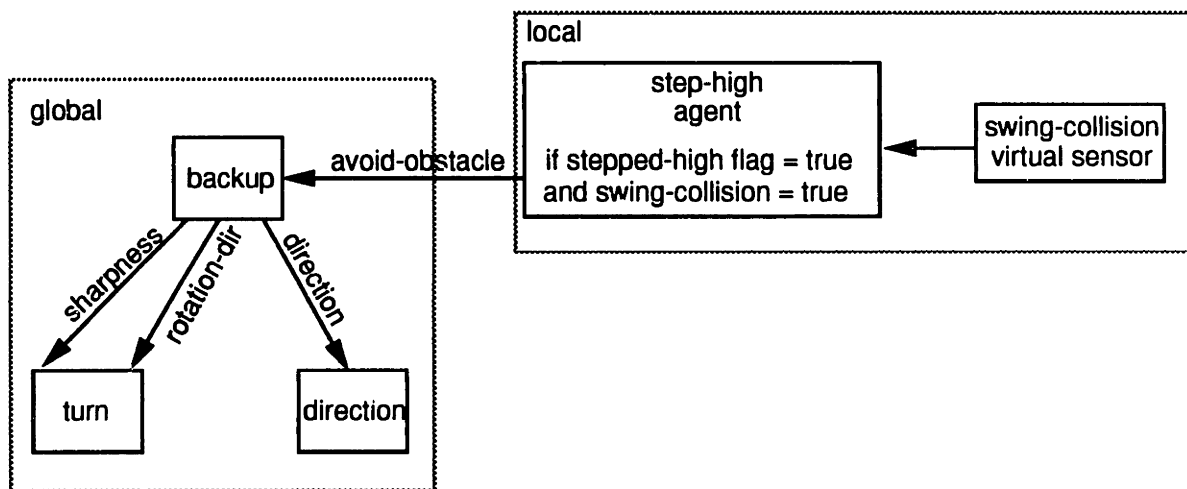 local
step-high
agent
if stepped-high flag = true
and swing-collision = true
swing-collision
virtual sensor
global
avoid-obstacle
backup
sharpness
rotation-dir
direction
turn
direction